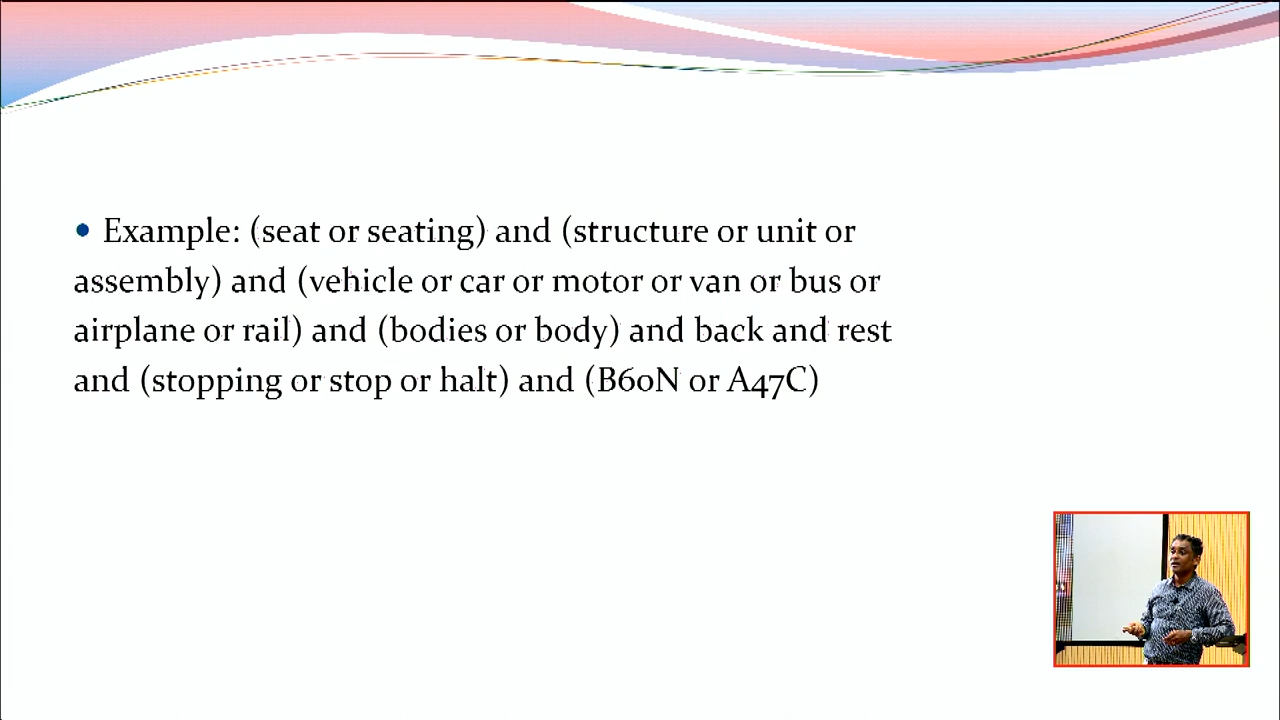 • Example: (seat or seating) and (structure or unit or
assembly) and (vehicle or car or motor or van or bus or
airplane or rail) and (bodies or body) and back and rest
and (stopping or stop or halt) and (B60N or A47C)